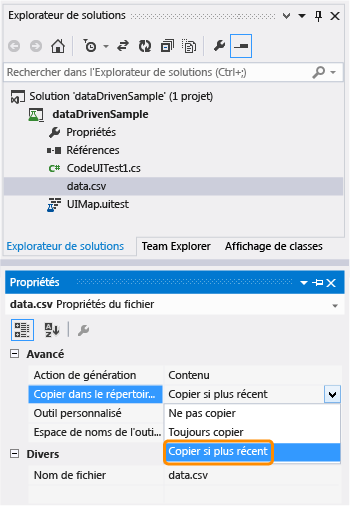 Explorateur de solutions
Rechercher dans l'Explorateur de solutions (Ctrl+;)
Solution 'dataDrivenSample' (1 projet)
dataDrivenSample
Propriétés
Références
CodeUITest1.cs
data.csv
UIMap.uitest
Explorateur de solutions Team Explorer Affichage de classes
Propriétés
data.csv Propriétés du fichier
Avancé
Action de génération Contenu
Copier dans le répertoir... Copier si plus récent
Outil personnalisé Ne pas copier
Espace de noms de l'outi... Toujours copier
Copier si plus récent
Divers
Nom de fichier data.csv